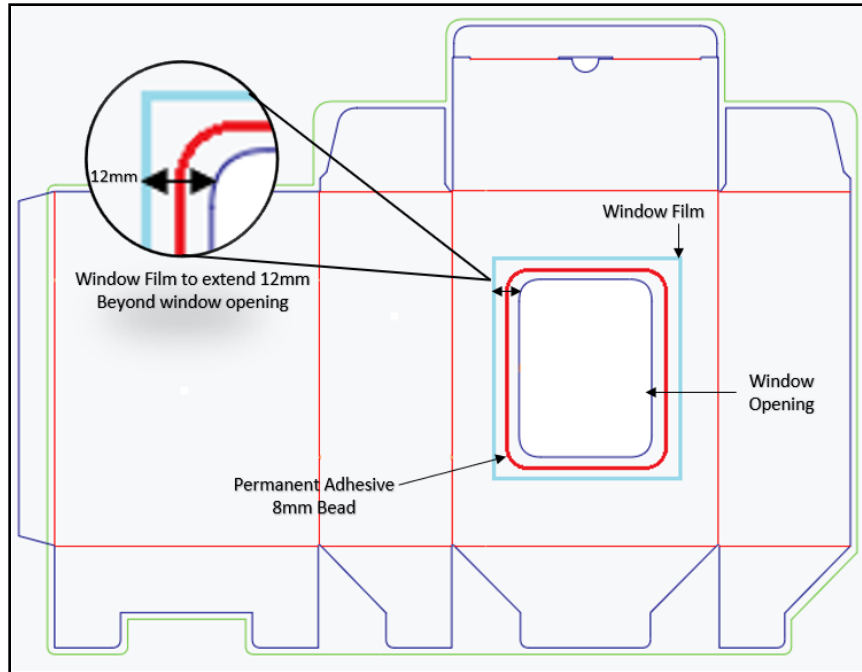 12mm
Window Film to extend 12mm
Beyond window opening
Window Film
Window
Opening
Permanent Adhesive
8mm Bead